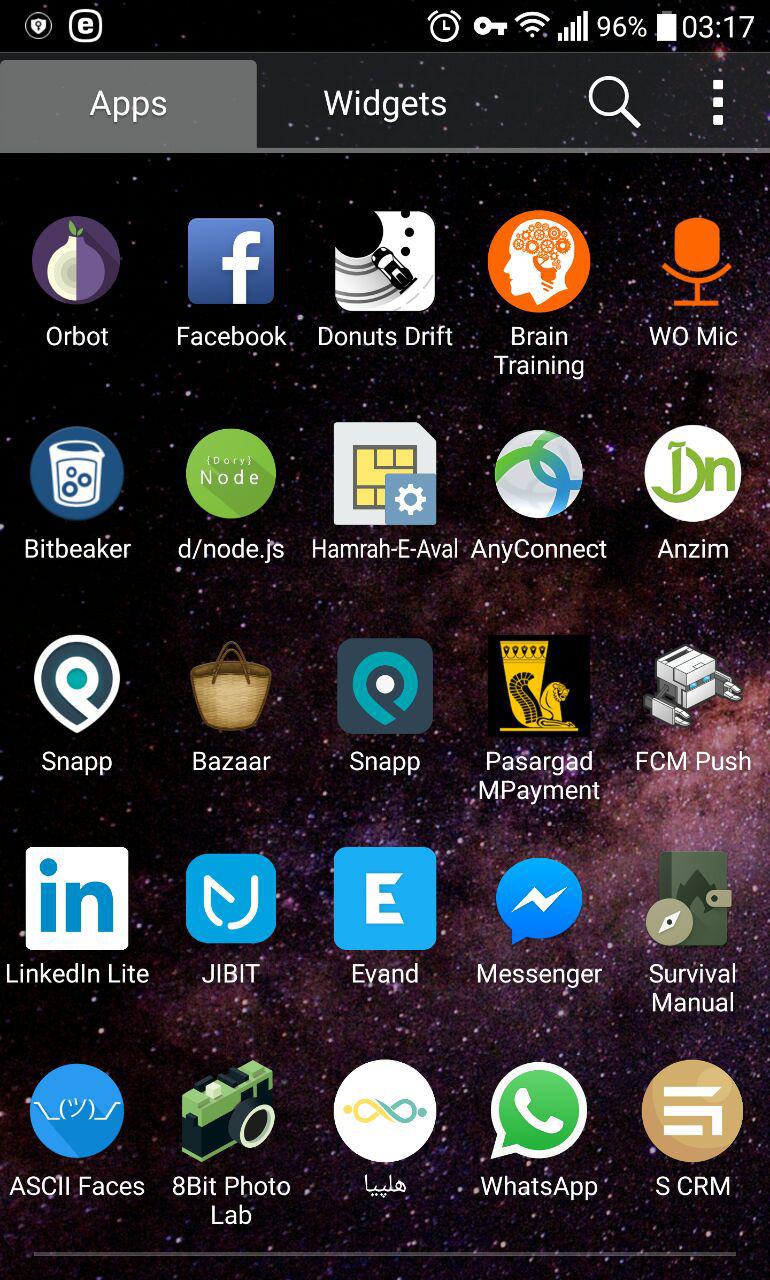 96% 03:17
Apps Widgets
Orbot Facebook Donuts Drift Brain Training WO Mic
{Dory}
Node
Bitbeaker d/node.js Hamrah-E-Aval AnyConnect Anzim
Snapp Bazaar Snapp Pasargad MPayment FCM Push
in E
LinkedIn Lite JIBIT Evand Messenger Survival Manual
¯\_(ツ)_/¯
ASCII Faces 8Bit Photo Lab هلپیا WhatsApp S CRM